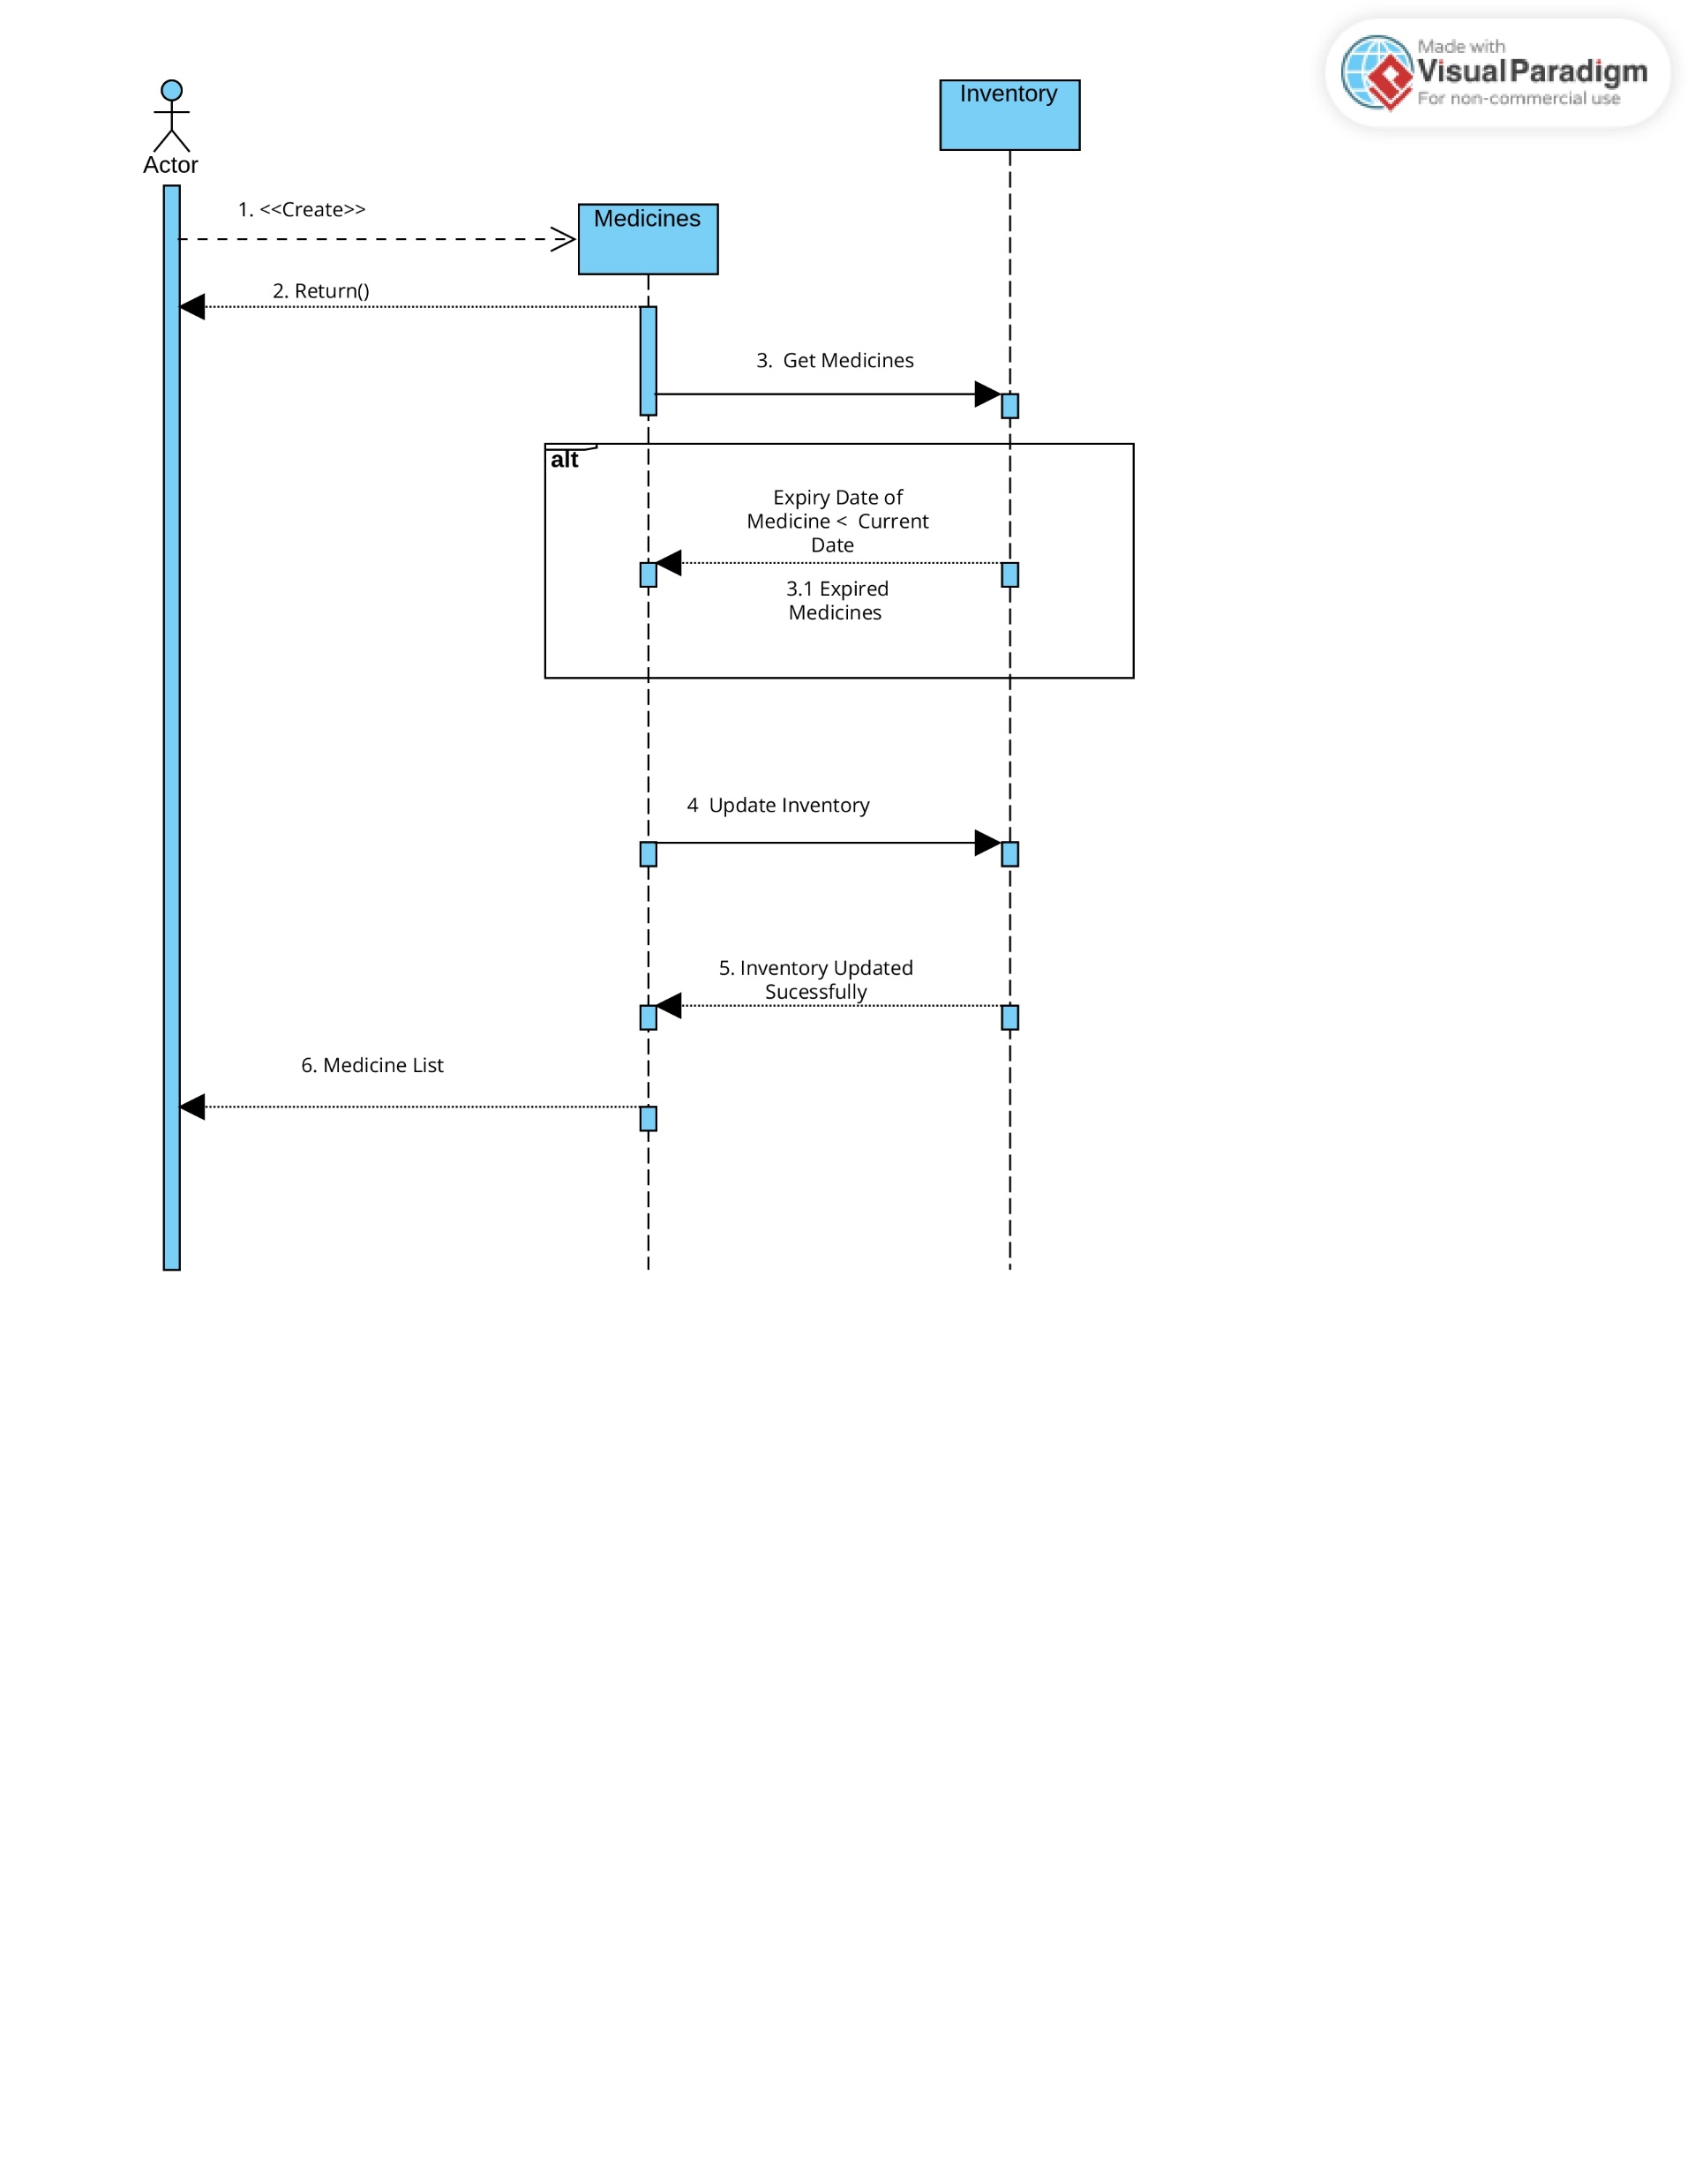 Made with
Visual Paradigm
For non-commercial use
Inventory
Actor
1. <<Create>>
Medicines
2. Return()
3.  Get Medicines
alt
Expiry Date of
Medicine <  Current
Date
3.1 Expired
Medicines
4  Update Inventory
5. Inventory Updated
Sucessfully
6. Medicine List